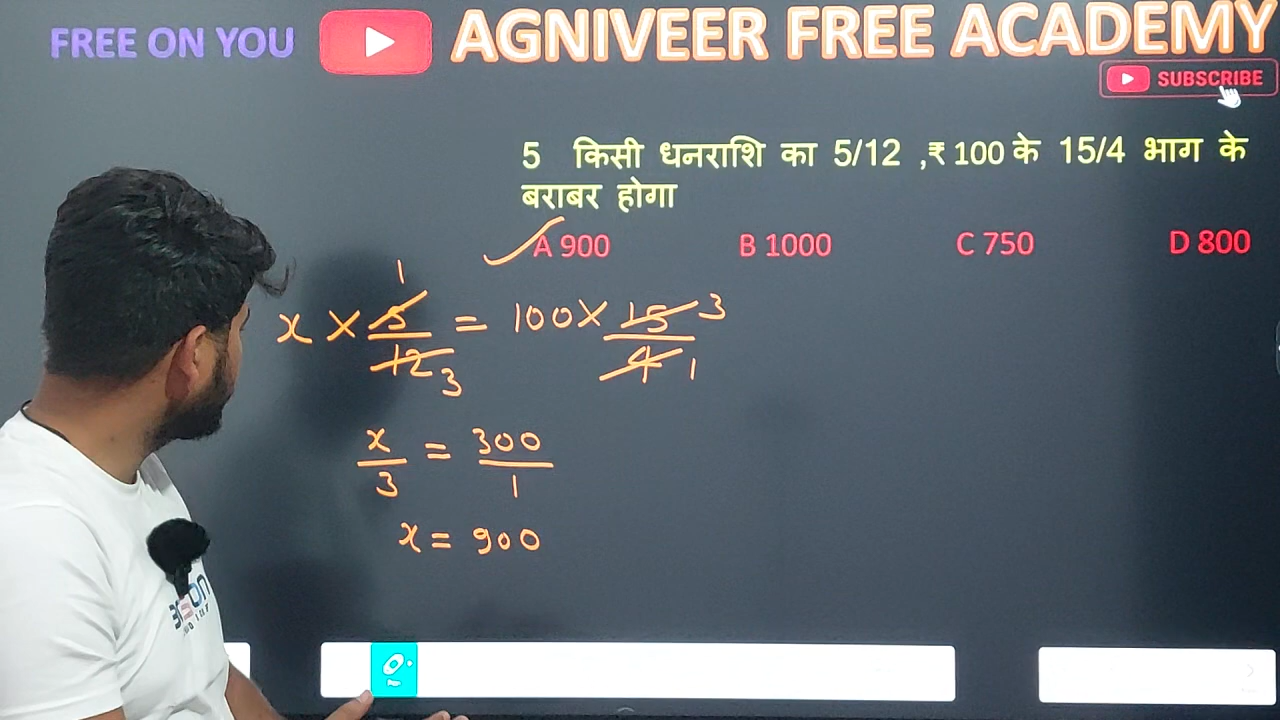 FREE ON YOU
AGNIVEER FREE ACADEMY
SUBSCRIBE
5 किसी धनराशि का 5/12 ,₹ 100 के 15/4 भाग के
बराबर होगा
A 900 B 1000 C 750 D 800
x × 5/12 = 100 × 15/4
1 3 3 1
x/3 = 300/1
x = 900